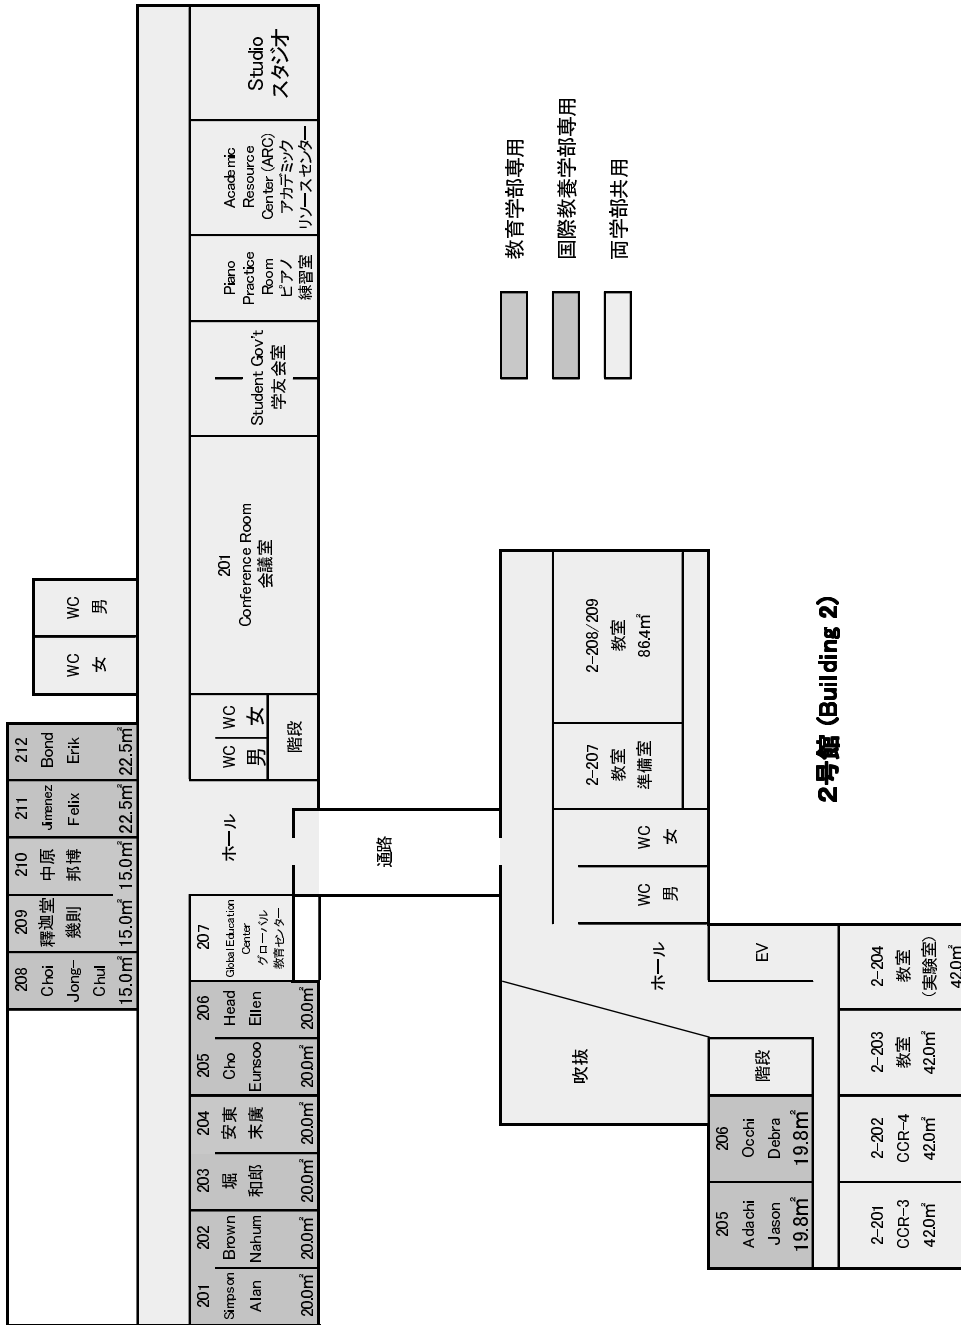 Studio
スタジオ
Academic
Resource
Center (ARC)
アカデミック
リソースセンター
Piano
Practice
Room
ピアノ
練習室
Student Gov't
学友会室
201
Conference Room
会議室
WC
男
WC
女
WC
女
WC
男
階段
212
Bond
Erik
22.5㎡
211
Jimenez
Felix
22.5㎡
210
中原
邦博
15.0㎡
209
釋迦堂
幾則
15.0㎡
208
Choi
Jong-
Chul
15.0㎡
ホール
通路
207
Global Education
Center
グローバル
教育センター
206
Head
Ellen
20.0㎡
205
Cho
Eunsoo
20.0㎡
204
安東
末廣
20.0㎡
203
堀
和郎
20.0㎡
202
Brown
Nahum
20.0㎡
201
Simpson
Alan
20.0㎡
教育学部専用
国際教養学部専用
両学部共用
2-208/209
教室
86.4㎡
2-207
教室
準備室
WC
女
WC
男
ホール
吹抜
EV
階段
206
Occhi
Debra
19.8㎡
205
Adachi
Jason
19.8㎡
2-204
教室
(実験室)
42.0㎡
2-203
教室
42.0㎡
2-202
CCR-4
42.0㎡
2-201
CCR-3
42.0㎡
2号館 (Building 2)